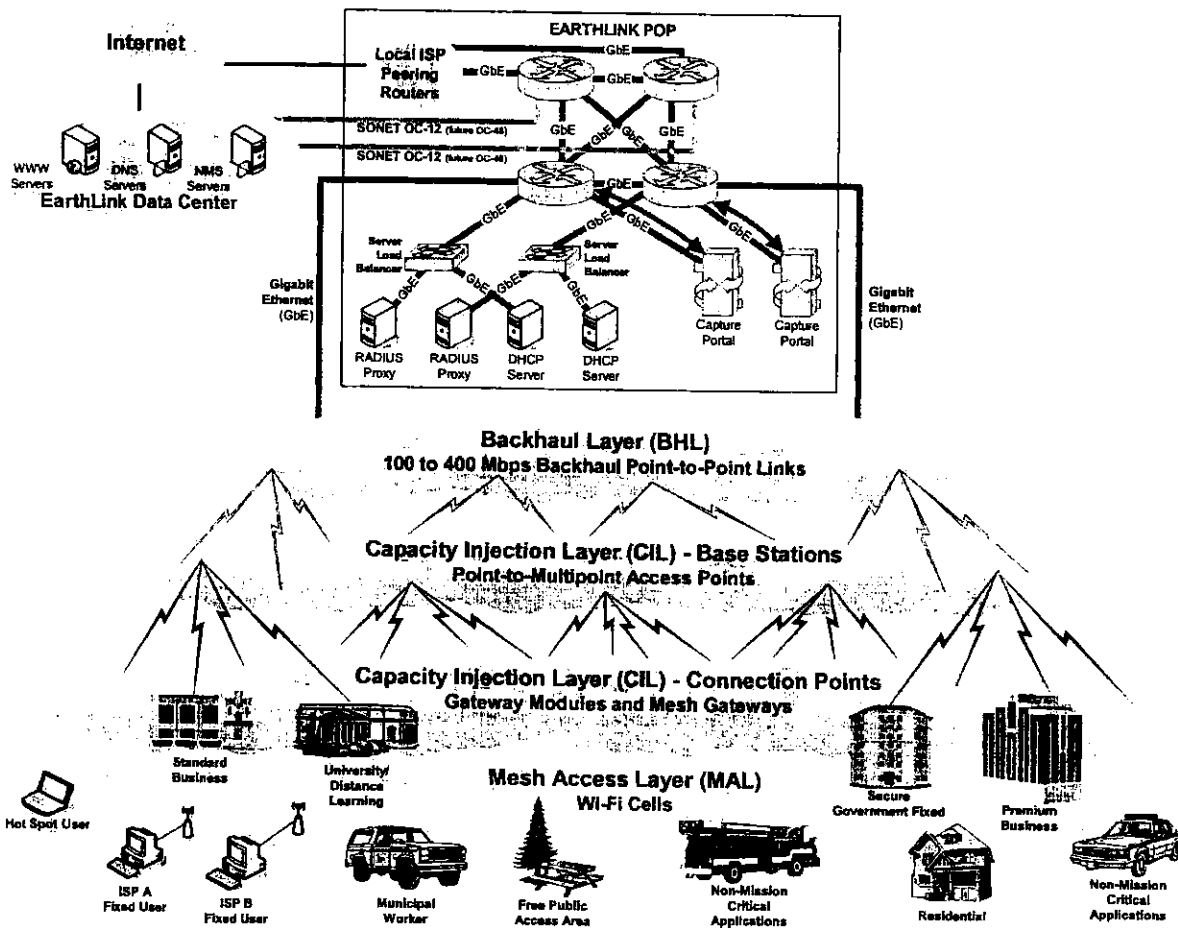 EARTHLINK POP
Internet
Local ISP
Peering
Routers
GbE
GbE
GbE
GbE
GbE
GbE
GbE
SONET OC-12 (future OC-48)
SONET OC-12 (future OC-48)
WWW
Servers
DNS
Servers
NMS
Servers
EarthLink Data Center
GbE
GbE
GbE
GbE
GbE
Server
Load
Balancer
Server
Load
Balancer
GbE
GbE
GbE
GbE
Gigabit
Ethernet
(GbE)
Gigabit
Ethernet
(GbE)
RADIUS
Proxy
RADIUS
Proxy
DHCP
Server
DHCP
Server
Capture
Portal
Capture
Portal
Backhaul Layer (BHL)
100 to 400 Mbps Backhaul Point-to-Point Links
Capacity Injection Layer (CIL) - Base Stations
Point-to-Multipoint Access Points
Capacity Injection Layer (CIL) - Connection Points
Gateway Modules and Mesh Gateways
Standard
Business
University/
Distance
Learning
Mesh Access Layer (MAL)
Wi-Fi Cells
Secure
Government Fixed
Premium
Business
Hot Spot User
ISP A
Fixed User
ISP B
Fixed User
Municipal
Worker
Free Public
Access Area
Non-Mission
Critical
Applications
Residential
Non-Mission
Critical
Applications